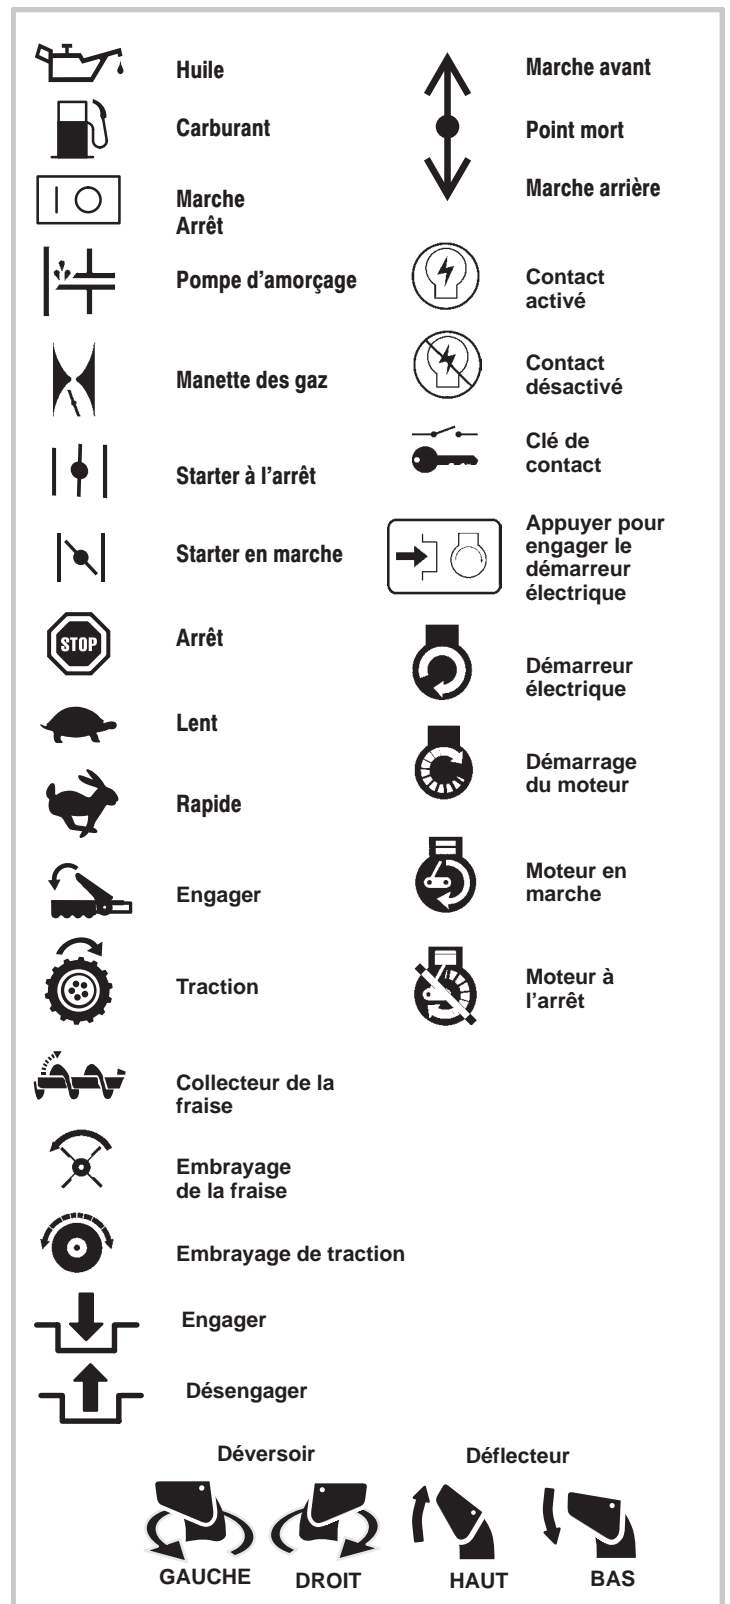 Huile
Carburant
Marche
Arrêt
Pompe d'amorçage
Manette des gaz
Starter à l'arrêt
Starter en marche
STOP
Arrêt
Lent
Rapide
Engager
Traction
Collecteur de la
fraise
Embrayage
de la fraise
Embrayage de traction
Engager
Désengager
Marche avant
Point mort
Marche arrière
Contact
activé
Contact
désactivé
Clé de
contact
Appuyer pour
engager le
démarreur
électrique
Démarreur
électrique
Démarrage
du moteur
Moteur en
marche
Moteur à
l'arrêt
Déversoir
Déflecteur
GAUCHE
DROIT
HAUT
BAS